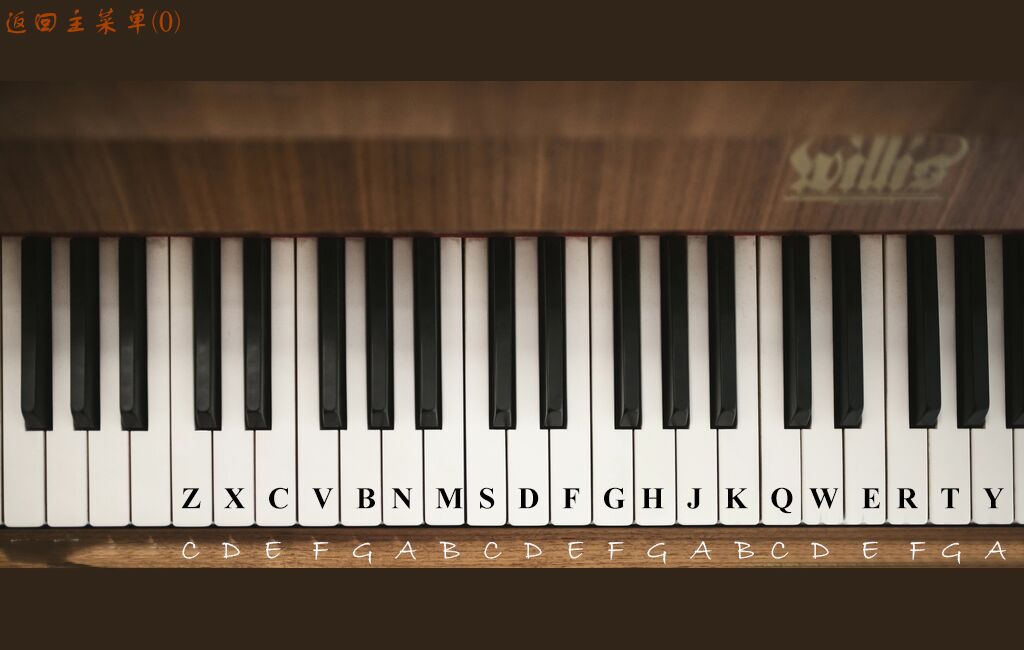 返回主菜单(0)
willis
Z X C V B N M S D F G H J K Q W E R T Y
C D E F G A B C D E F G A B C D E F G A